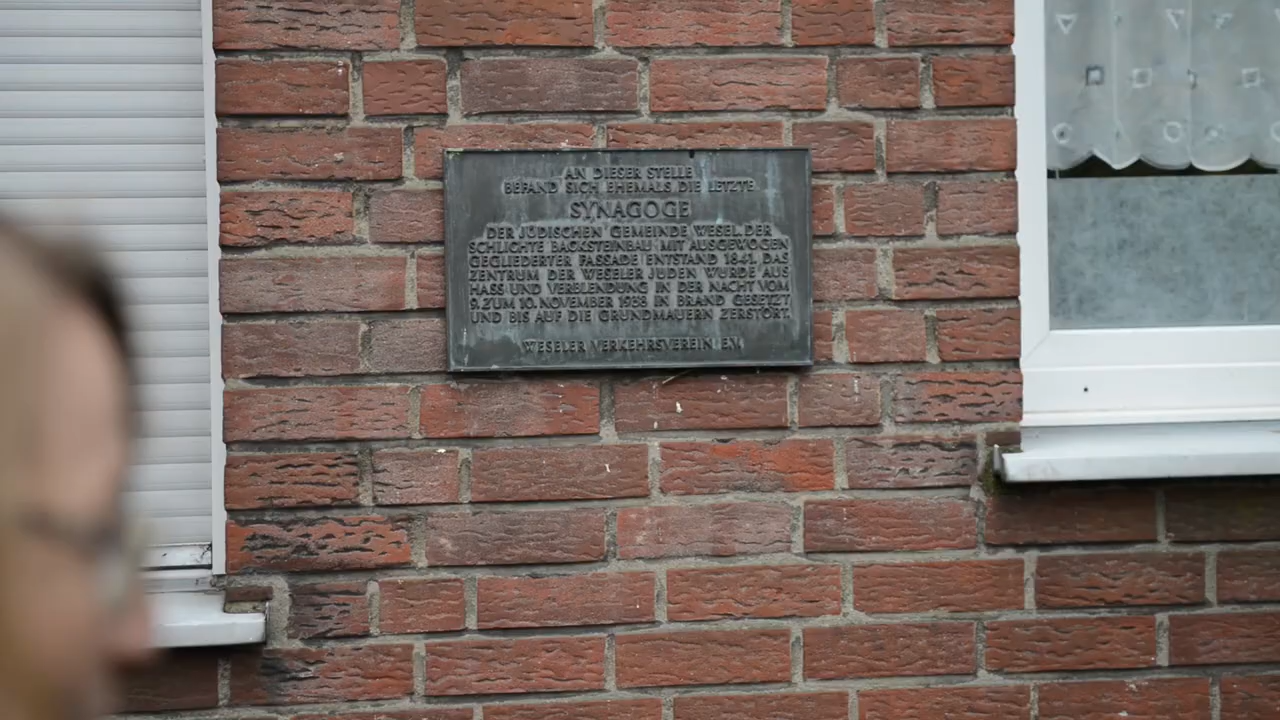 AN DIESER STELLE
BEFAND SICH EHEMALS DIE LETZTE
SYNAGOGE
DER JÜDISCHEN GEMEINDE WESEL. DER
SCHLICHTE BACKSTEINBAU MIT AUSGEWOGEN
GEGLIEDERTER FASSADE ENTSTAND 1841. DAS
ZENTRUM DER WESELER JUDEN WURDE AUS
HASS UND VERBLENDUNG IN DER NACHT VOM
9. ZUM 10. NOVEMBER 1938 IN BRAND GESETZT
UND BIS AUF DIE GRUNDMAUERN ZERSTÖRT.
WESELER VERKEHRSVEREIN E.V.